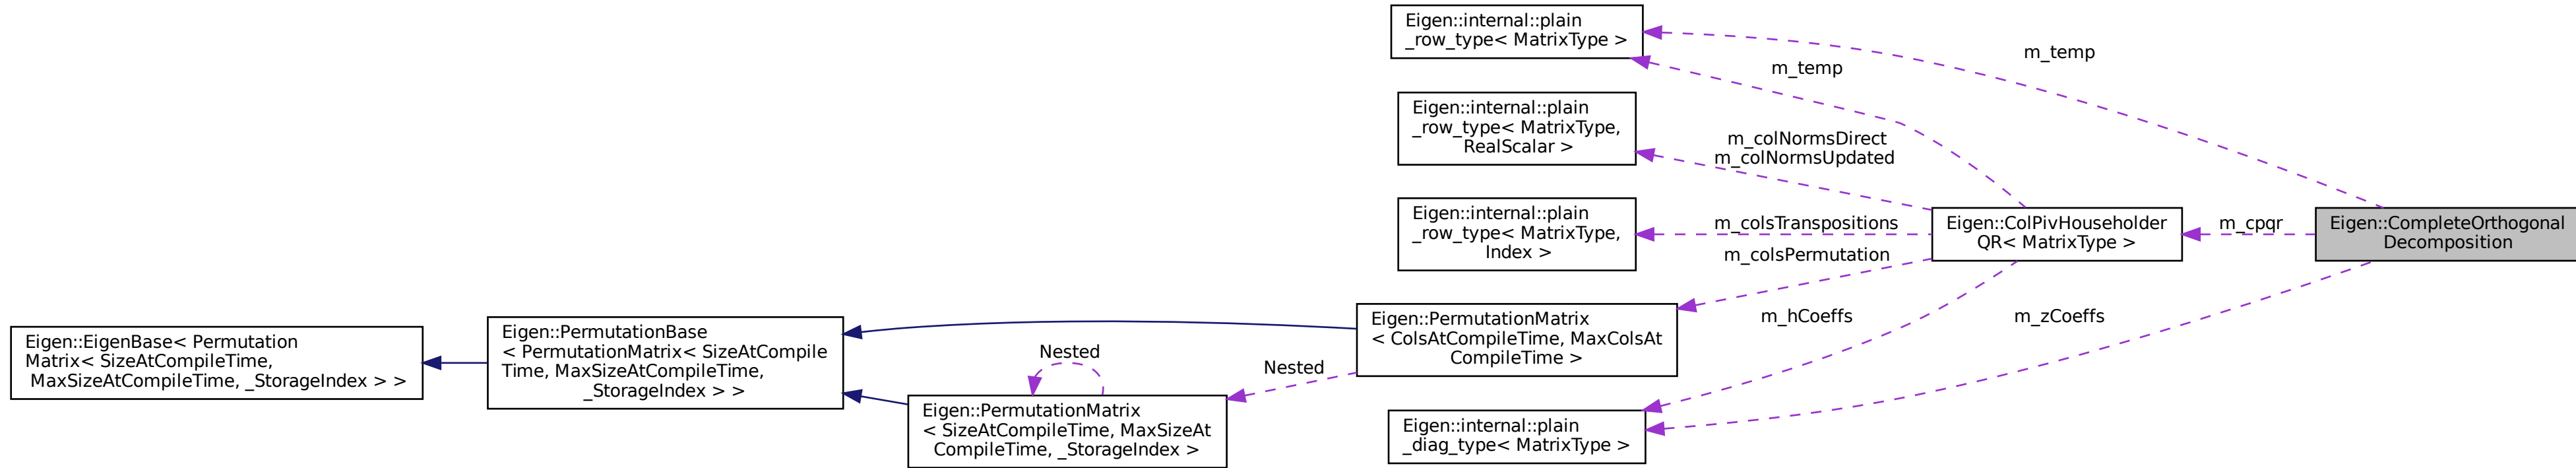 Eigen::internal::plain
_row_type< MatrixType >
m_temp
m_temp
Eigen::internal::plain
_row_type< MatrixType,
RealScalar >
m_colNormsDirect
m_colNormsUpdated
Eigen::internal::plain
_row_type< MatrixType,
Index >
m_colsTranspositions
Eigen::ColPivHouseholder
QR< MatrixType >
m_cpqr
Eigen::CompleteOrthogonal
Decomposition
m_colsPermutation
Eigen::EigenBase< Permutation
Matrix< SizeAtCompileTime,
MaxSizeAtCompileTime, _StorageIndex > >
Eigen::PermutationBase
< PermutationMatrix< SizeAtCompile
Time, MaxSizeAtCompileTime,
_StorageIndex > >
Nested
Nested
Eigen::PermutationMatrix
< ColsAtCompileTime, MaxColsAt
CompileTime >
m_hCoeffs
m_zCoeffs
Eigen::PermutationMatrix
< SizeAtCompileTime, MaxSizeAt
CompileTime, _StorageIndex >
Eigen::internal::plain
_diag_type< MatrixType >